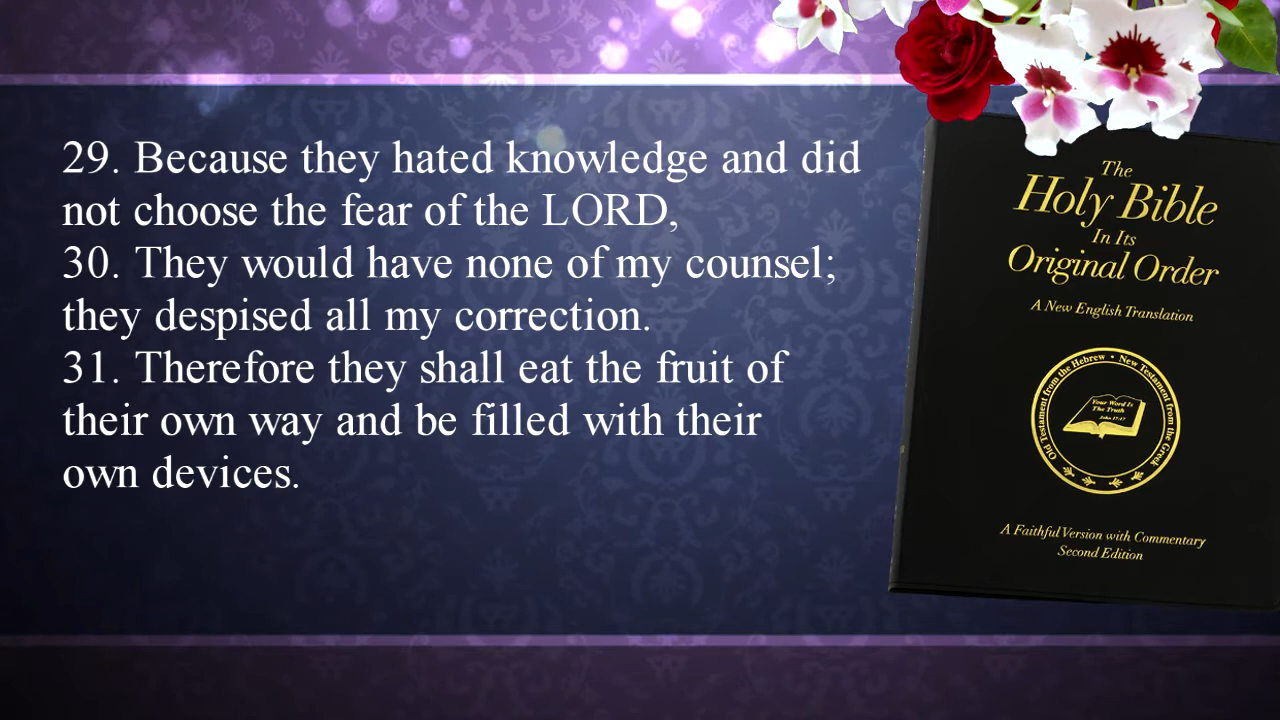 29. Because they hated knowledge and did
not choose the fear of the LORD,
30. They would have none of my counsel;
they despised all my correction.
31. Therefore they shall eat the fruit of
their own way and be filled with their
own devices.
The
Holy Bible
In Its
Original Order
A New English Translation
Old Testament from the Hebrew • New Testament from the Greek
Your Word Is
The Truth
John 17:17
A Faithful Version with Commentary
Second Edition